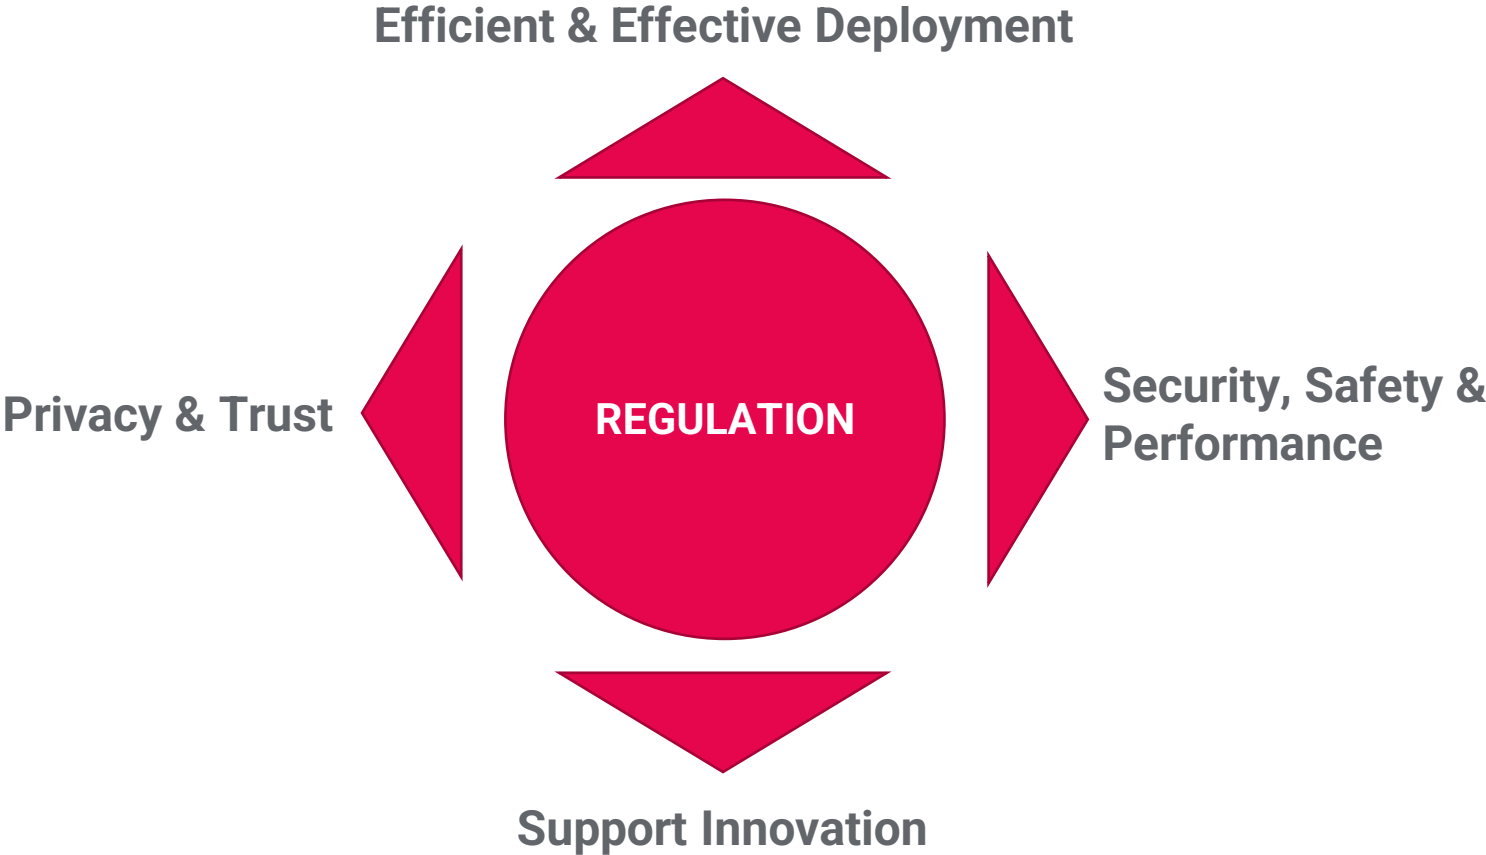 Efficient & Effective Deployment
Privacy & Trust
REGULATION
Security, Safety &
Performance
Support Innovation